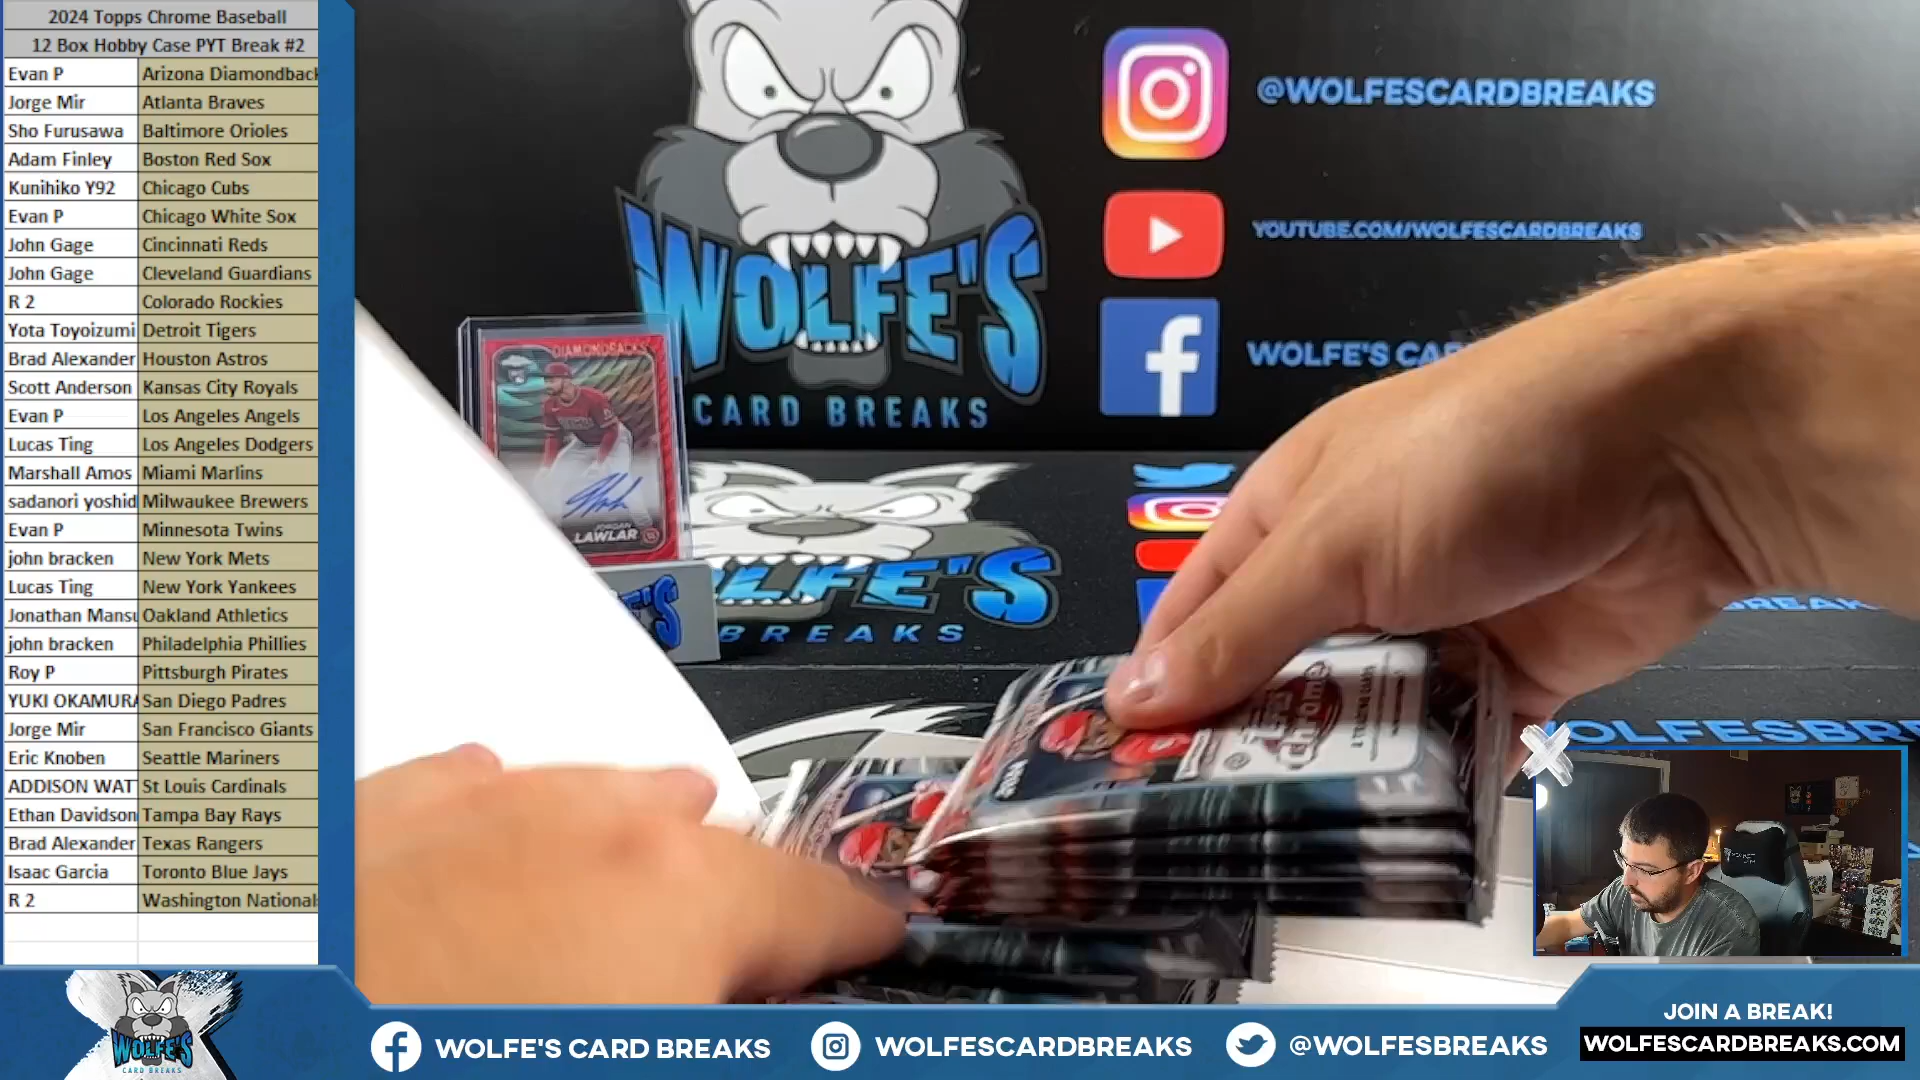 2024 Topps Chrome Baseball
12 Box Hobby Case PYT Break #2
Evan P Arizona Diamondback
Jorge Mir Atlanta Braves
Sho Furusawa Baltimore Orioles
Adam Finley Boston Red Sox
Kunihiko Y92 Chicago Cubs
Evan P Chicago White Sox
John Gage Cincinnati Reds
John Gage Cleveland Guardians
R 2 Colorado Rockies
Yota Toyoizumi Detroit Tigers
Brad Alexander Houston Astros
Scott Anderson Kansas City Royals
Evan P Los Angeles Angels
Lucas Ting Los Angeles Dodgers
Marshall Amos Miami Marlins
sadanori yoshid Milwaukee Brewers
Evan P Minnesota Twins
john bracken New York Mets
Lucas Ting New York Yankees
Jonathan Mansu Oakland Athletics
john bracken Philadelphia Phillies
Roy P Pittsburgh Pirates
YUKI OKAMURA San Diego Padres
Jorge Mir San Francisco Giants
Eric Knoben Seattle Mariners
ADDISON WAT St Louis Cardinals
Ethan Davidson Tampa Bay Rays
Brad Alexander Texas Rangers
Isaac Garcia Toronto Blue Jays
R 2 Washington National
WOLFE'S
CARD BREAKS
@WOLFESCARDBREAKS
YOUTUBE.COM/WOLFESCARDBREAKS
WOLFE'S CA
DIAMONDBACKS
JORDAN
LAWLAR
BREAKS
chrome
WOLFE'S
CARD BREAKS
WOLFE'S CARD BREAKS
WOLFESCARDBREAKS
@WOLFESBREAKS
JOIN A BREAK!
WOLFESCARDBREAKS.COM